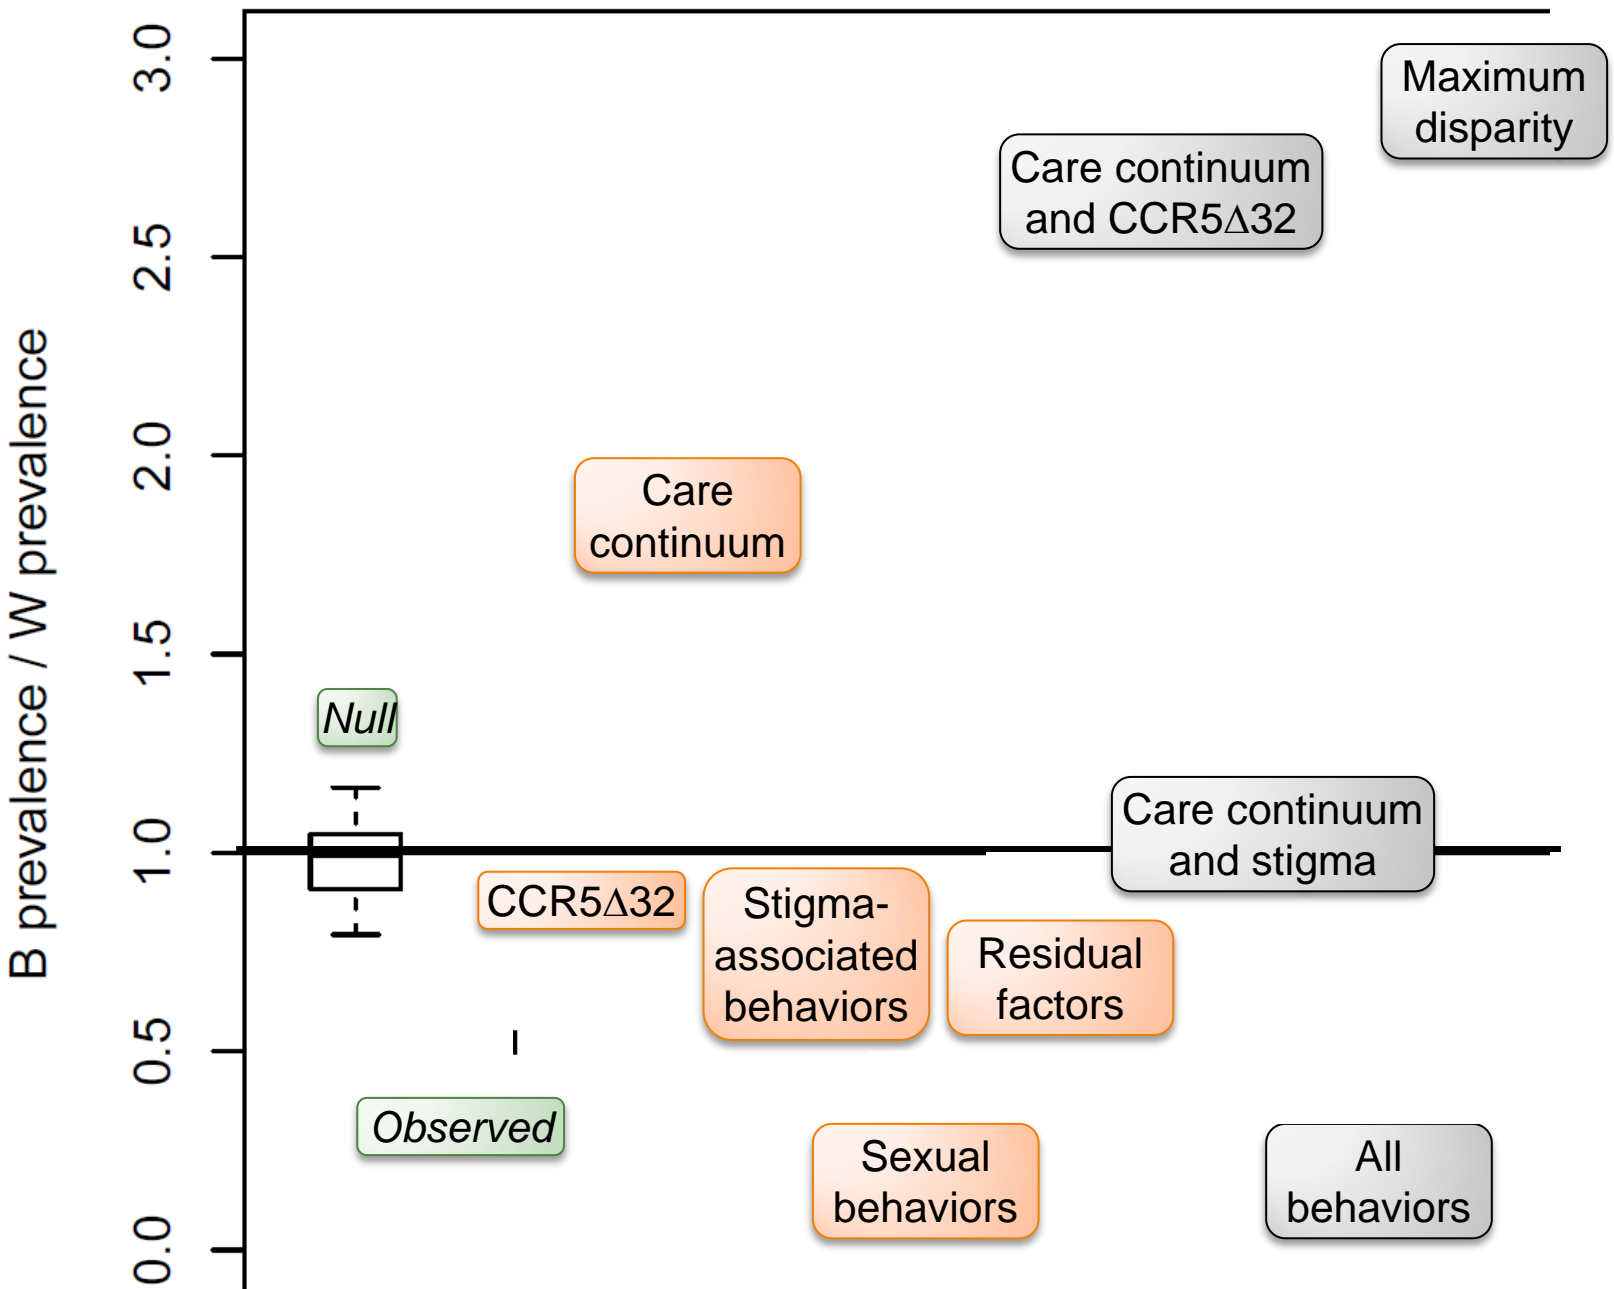 B prevalence / W prevalence
3.0
2.5
2.0
1.5
1.0
0.5
0.0
Maximum
disparity
Care continuum
and CCR5Δ32
Care
continuum
Null
Care continuum
and stigma
CCR5Δ32
Stigma-
associated
behaviors
Residual
factors
Observed
Sexual
behaviors
All
behaviors